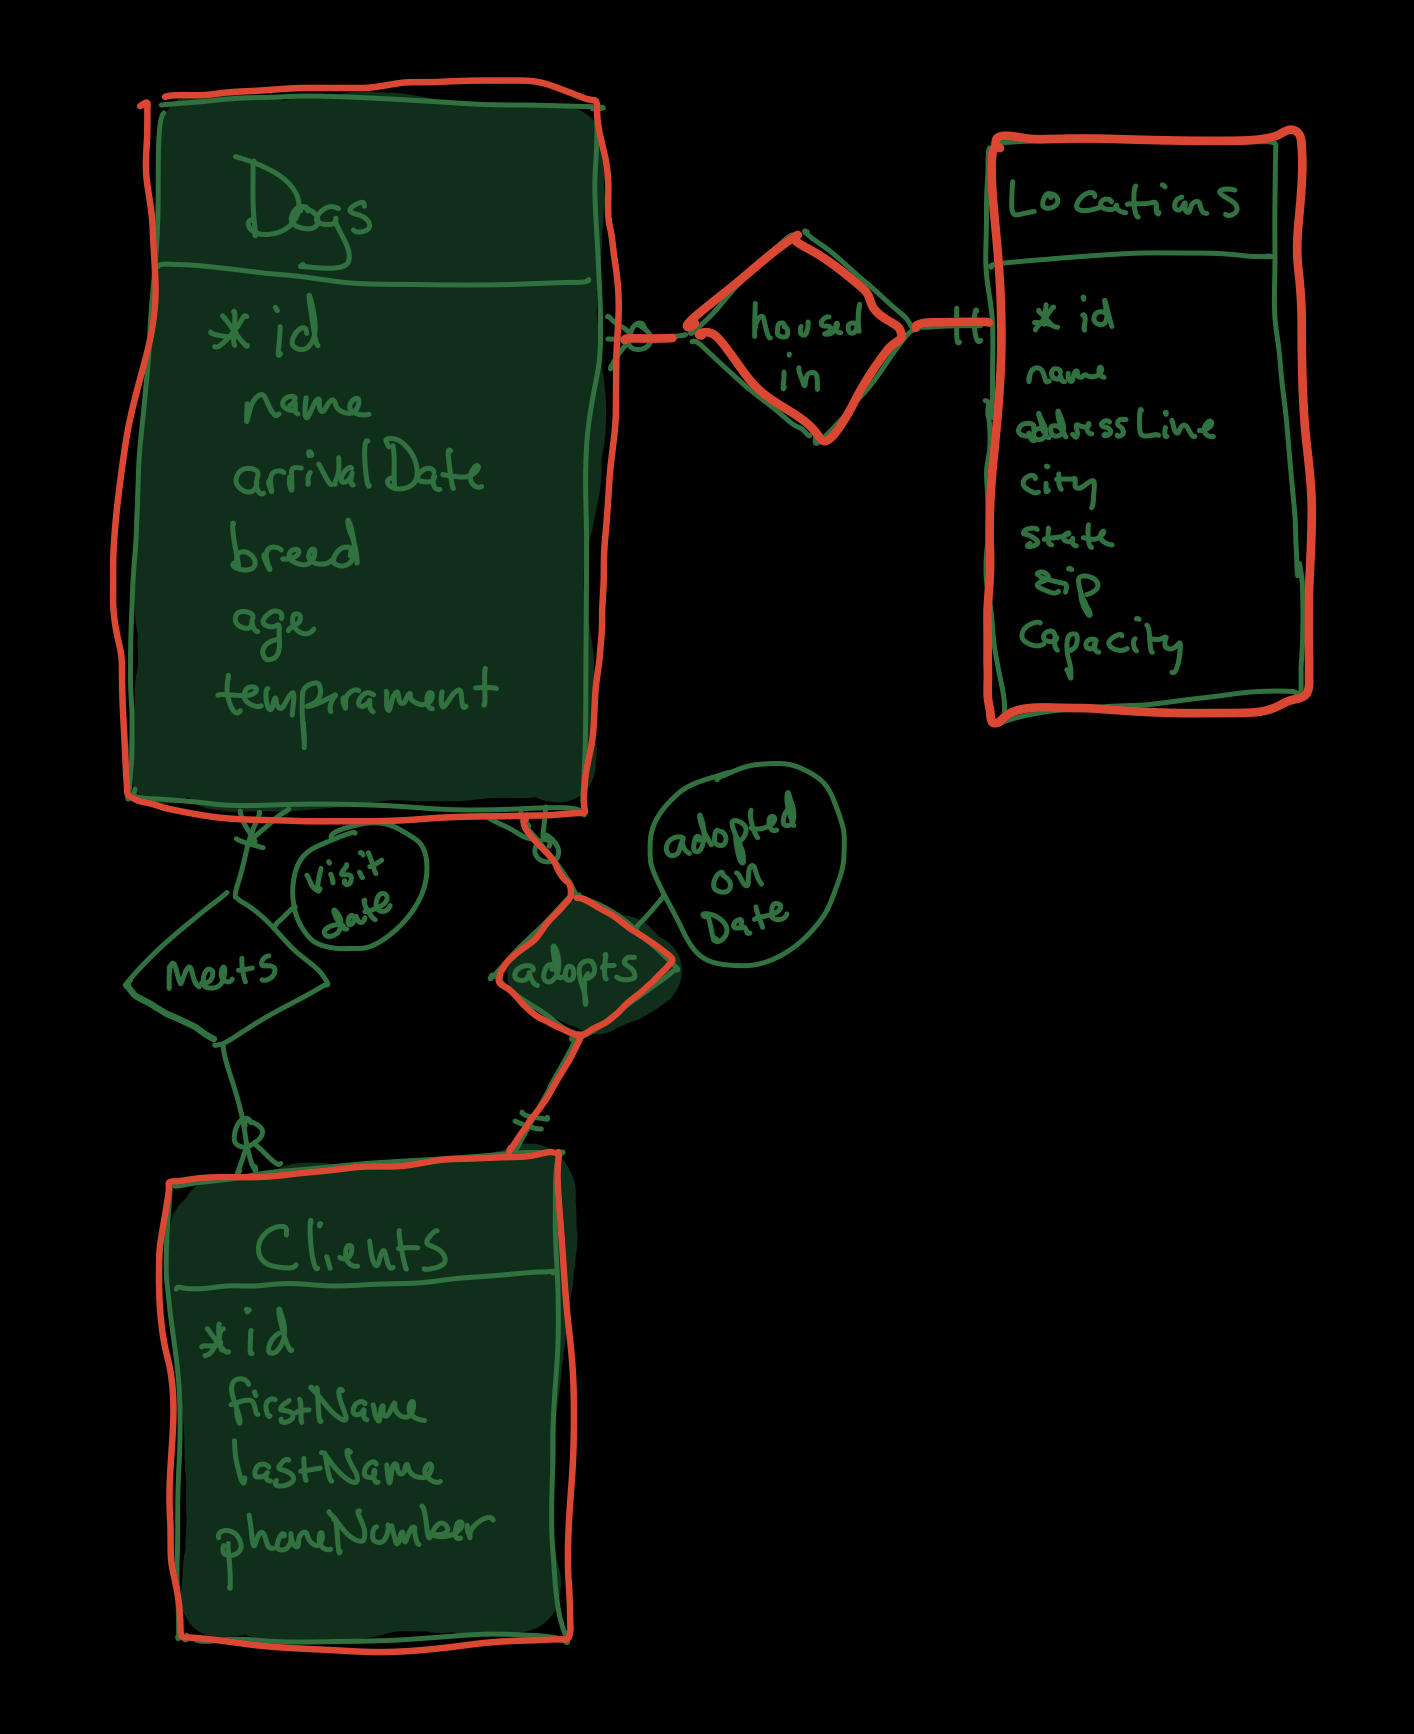 Dogs
* id
name
arrivalDate
breed
age
temprament
housed
in
Locations
* id
name
addressLine
city
state
zip
capacity
visit
date
Meets
adopted
on
Date
adopts
Clients
*id
firstName
lastName
phoneNumber